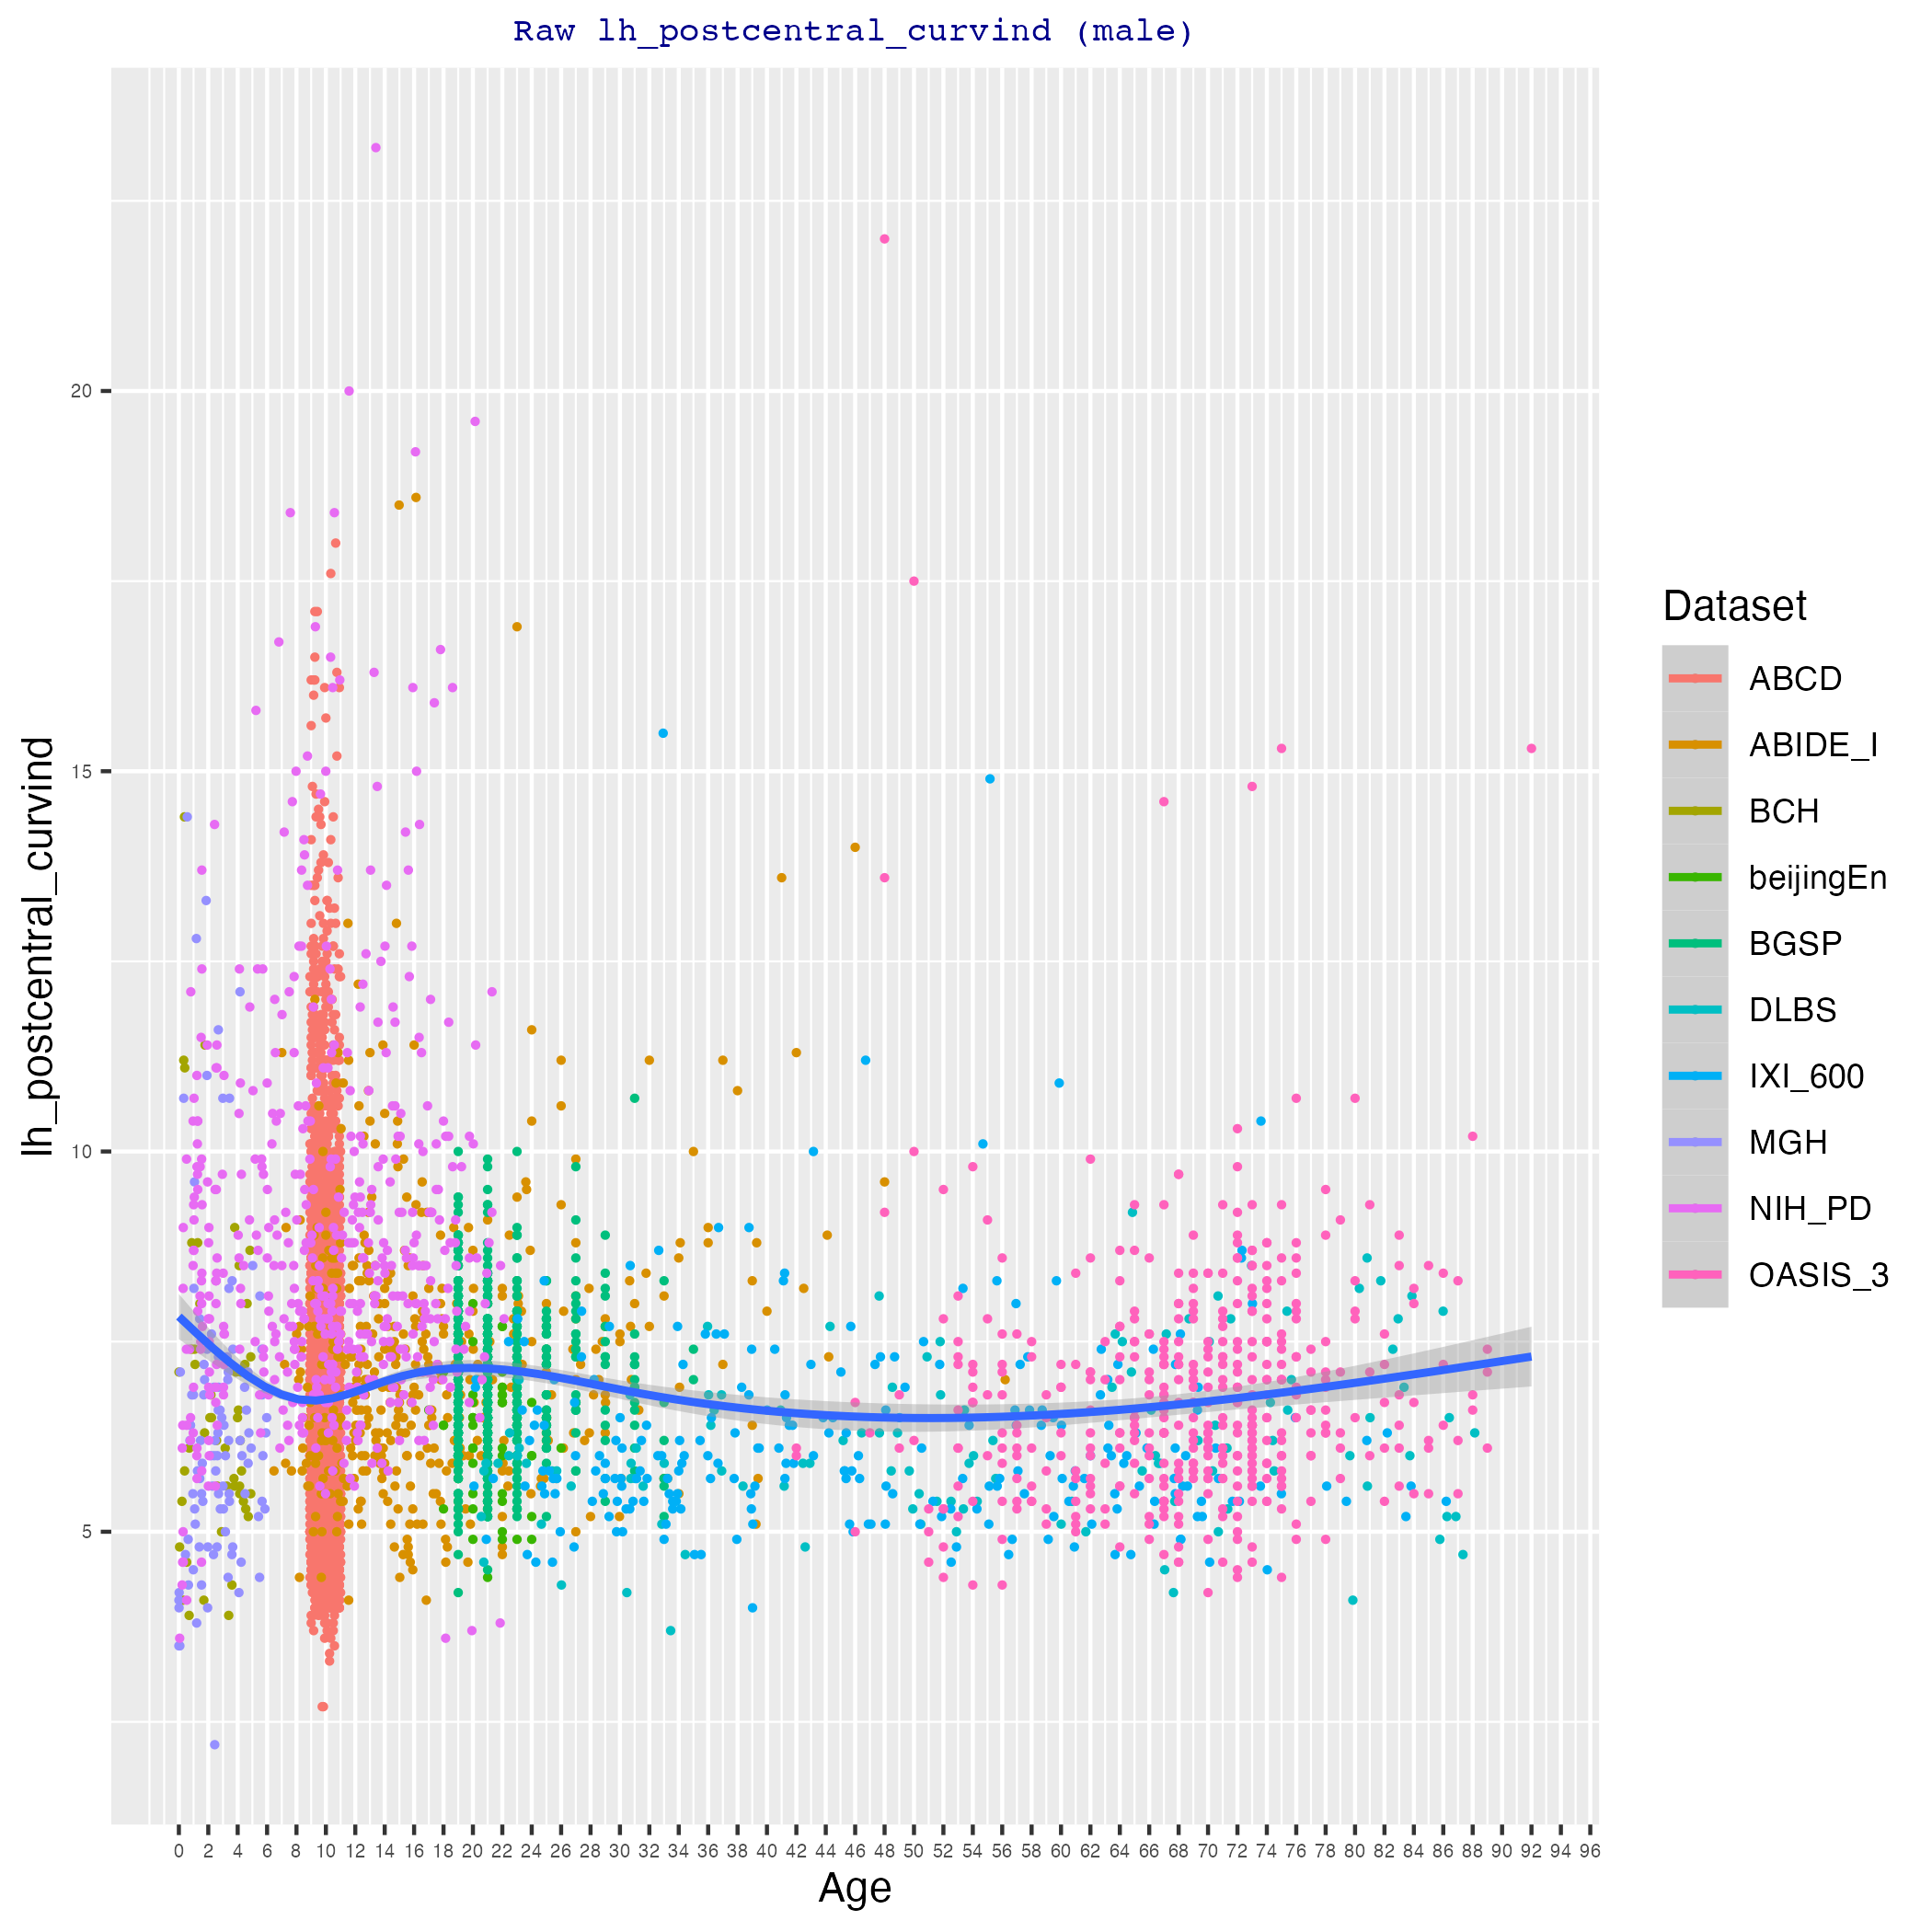 Raw lh_postcentral_curvind (male)
lh_postcentral_curvind
20
15
10
5
0 2 4 6 8 10 12 14 16 18 20 22 24 26 28 30 32 34 36 38 40 42 44 46 48 50 52 54 56 58 60 62 64 66 68 70 72 74 76 78 80 82 84 86 88 90 92 94 96
Age
Dataset
ABCD
ABIDE_I
BCH
beijingEn
BGSP
DLBS
IXI_600
MGH
NIH_PD
OASIS_3